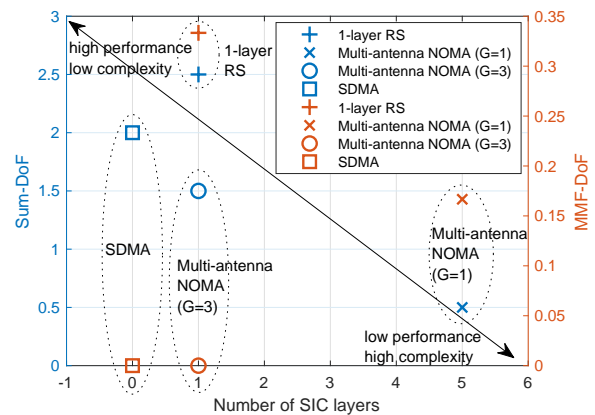 3
2.5
2
1.5
1
0.5
0
Sum-DoF
0.35
0.3
0.25
0.2
0.15
0.1
0.05
0
MMF-DoF
high performance
low complexity
1-layer
RS
1-layer RS
Multi-antenna NOMA (G=1)
Multi-antenna NOMA (G=3)
SDMA
1-layer RS
Multi-antenna NOMA (G=1)
Multi-antenna NOMA (G=3)
SDMA
SDMA
Multi-antenna
NOMA
(G=3)
Multi-antenna
NOMA
(G=1)
low performance
high complexity
-1 0 1 2 3 4 5 6
Number of SIC layers